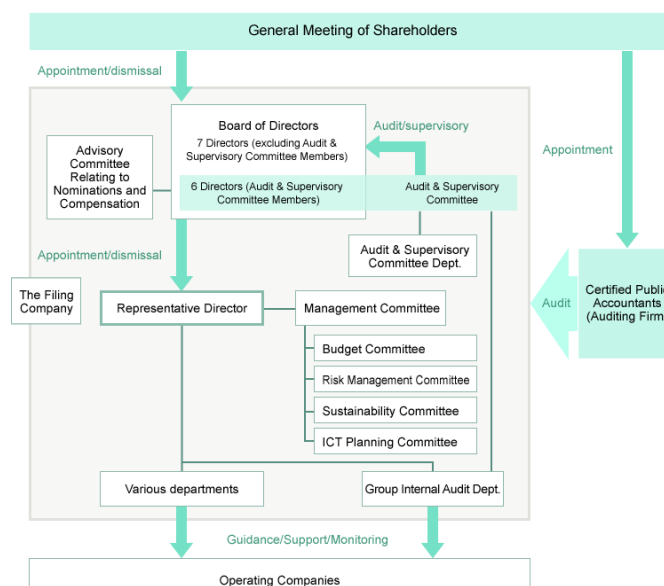 General Meeting of Shareholders
Appointment/dismissal
Board of Directors
7 Directors (excluding Audit &
Supervisory Committee Members)
Audit/supervisory
Advisory
Committee
Relating to
Nominations and
Compensation
Appointment
6 Directors (Audit & Supervisory
Committee Members)
Audit & Supervisory
Committee
Appointment/dismissal
Audit & Supervisory
Committee Dept.
The Filing
Company
Representative Director
Management Committee
Audit
Certified Public
Accountants
(Auditing Firm
Budget Committee
Risk Management Committee
Sustainability Committee
ICT Planning Committee
Various departments
Group Internal Audit Dept.
Guidance/Support/Monitoring
Operating Companies